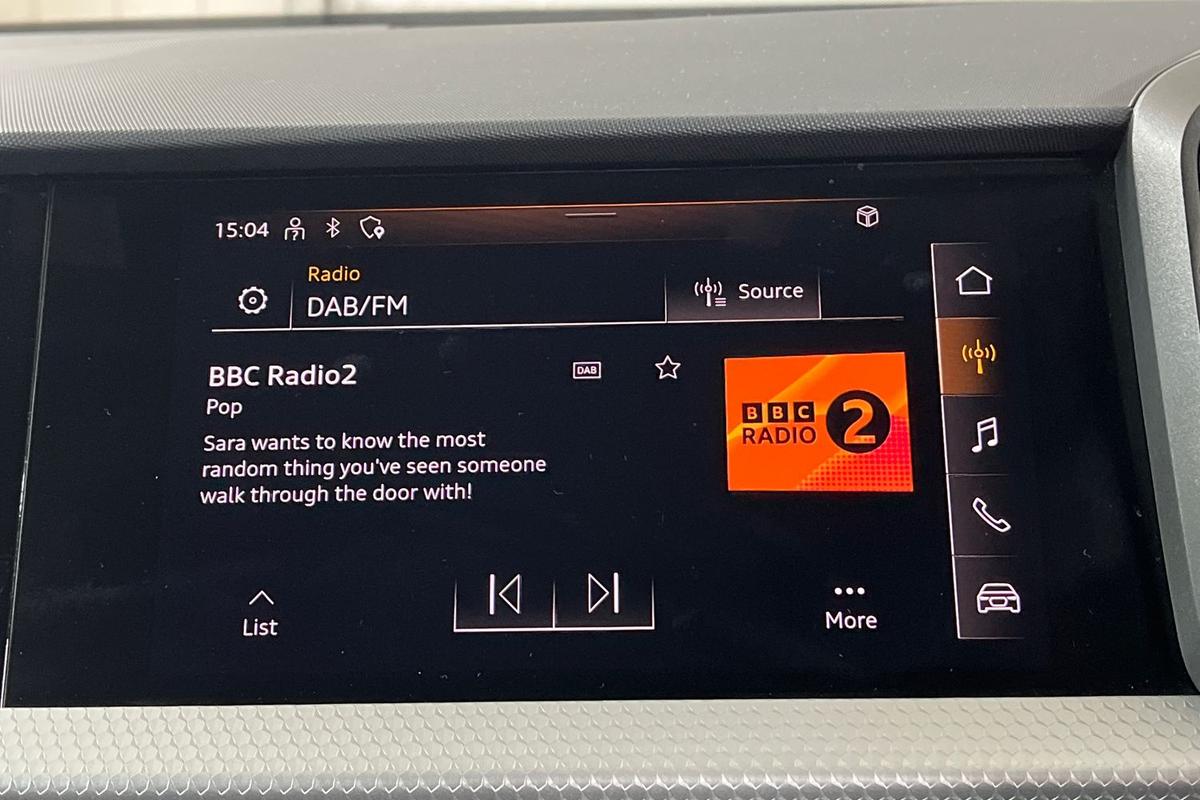 15:04
Radio
DAB/FM
Source
BBC Radio2
DAB
Pop
Sara wants to know the most
random thing you've seen someone
walk through the door with!
BBC
RADIO 2
List
More